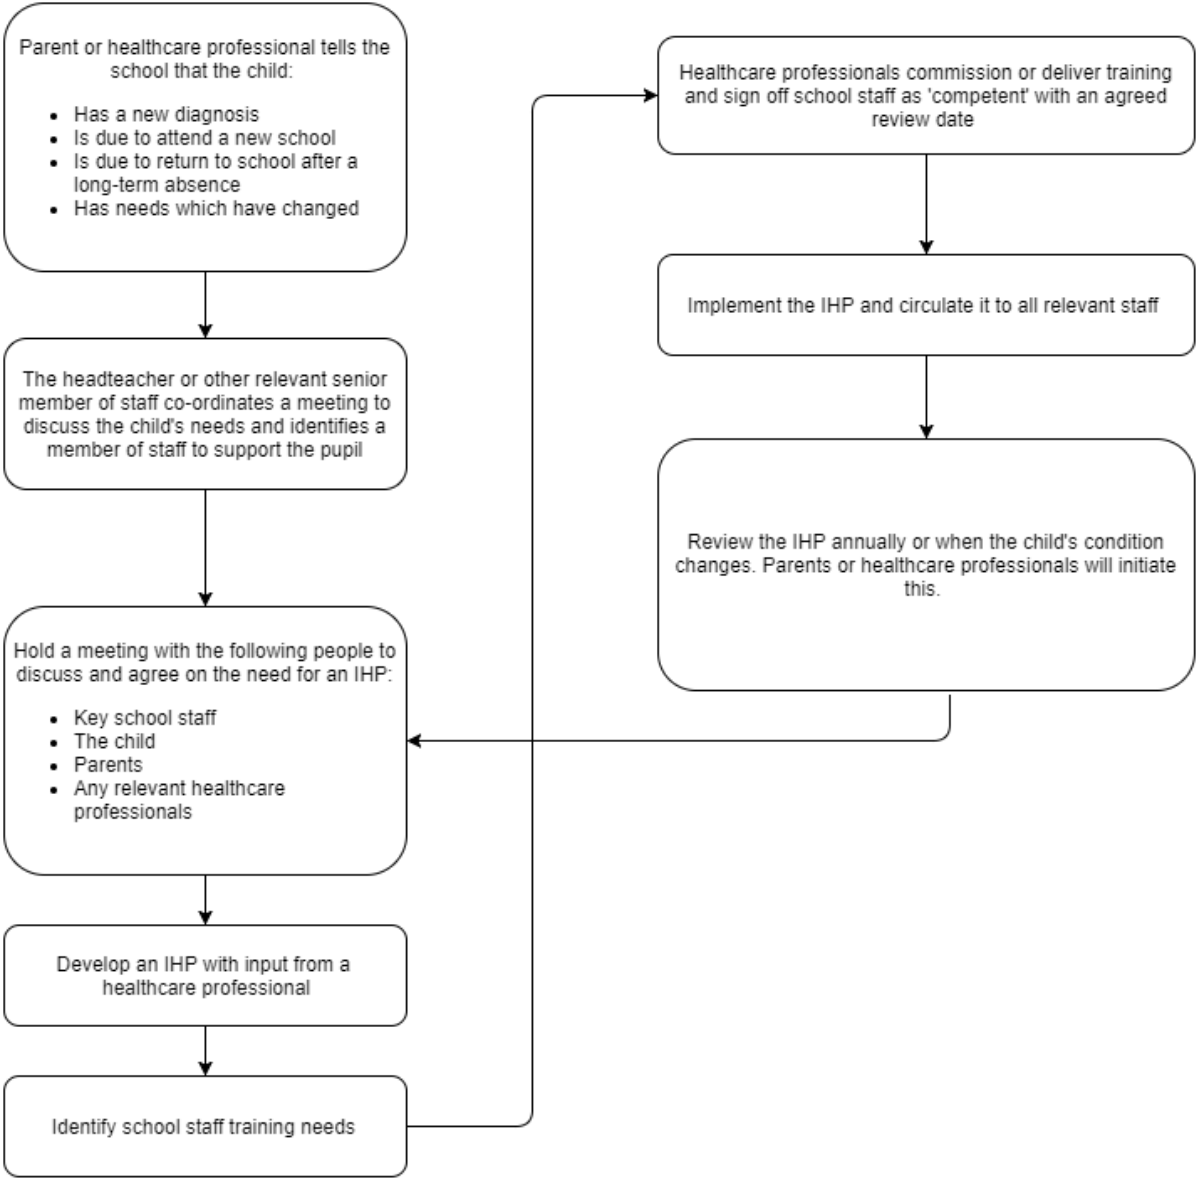 Parent or healthcare professional tells the
school that the child:
• Has a new diagnosis
• Is due to attend a new school
• Is due to return to school after a
long-term absence
• Has needs which have changed
The headteacher or other relevant senior
member of staff co-ordinates a meeting to
discuss the child's needs and identifies a
member of staff to support the pupil
Hold a meeting with the following people to
discuss and agree on the need for an IHP:
• Key school staff
• The child
• Parents
• Any relevant healthcare
professionals
Develop an IHP with input from a
healthcare professional
Identify school staff training needs
Healthcare professionals commission or deliver training
and sign off school staff as 'competent' with an agreed
review date
Implement the IHP and circulate it to all relevant staff
Review the IHP annually or when the child's condition
changes. Parents or healthcare professionals will initiate
this.